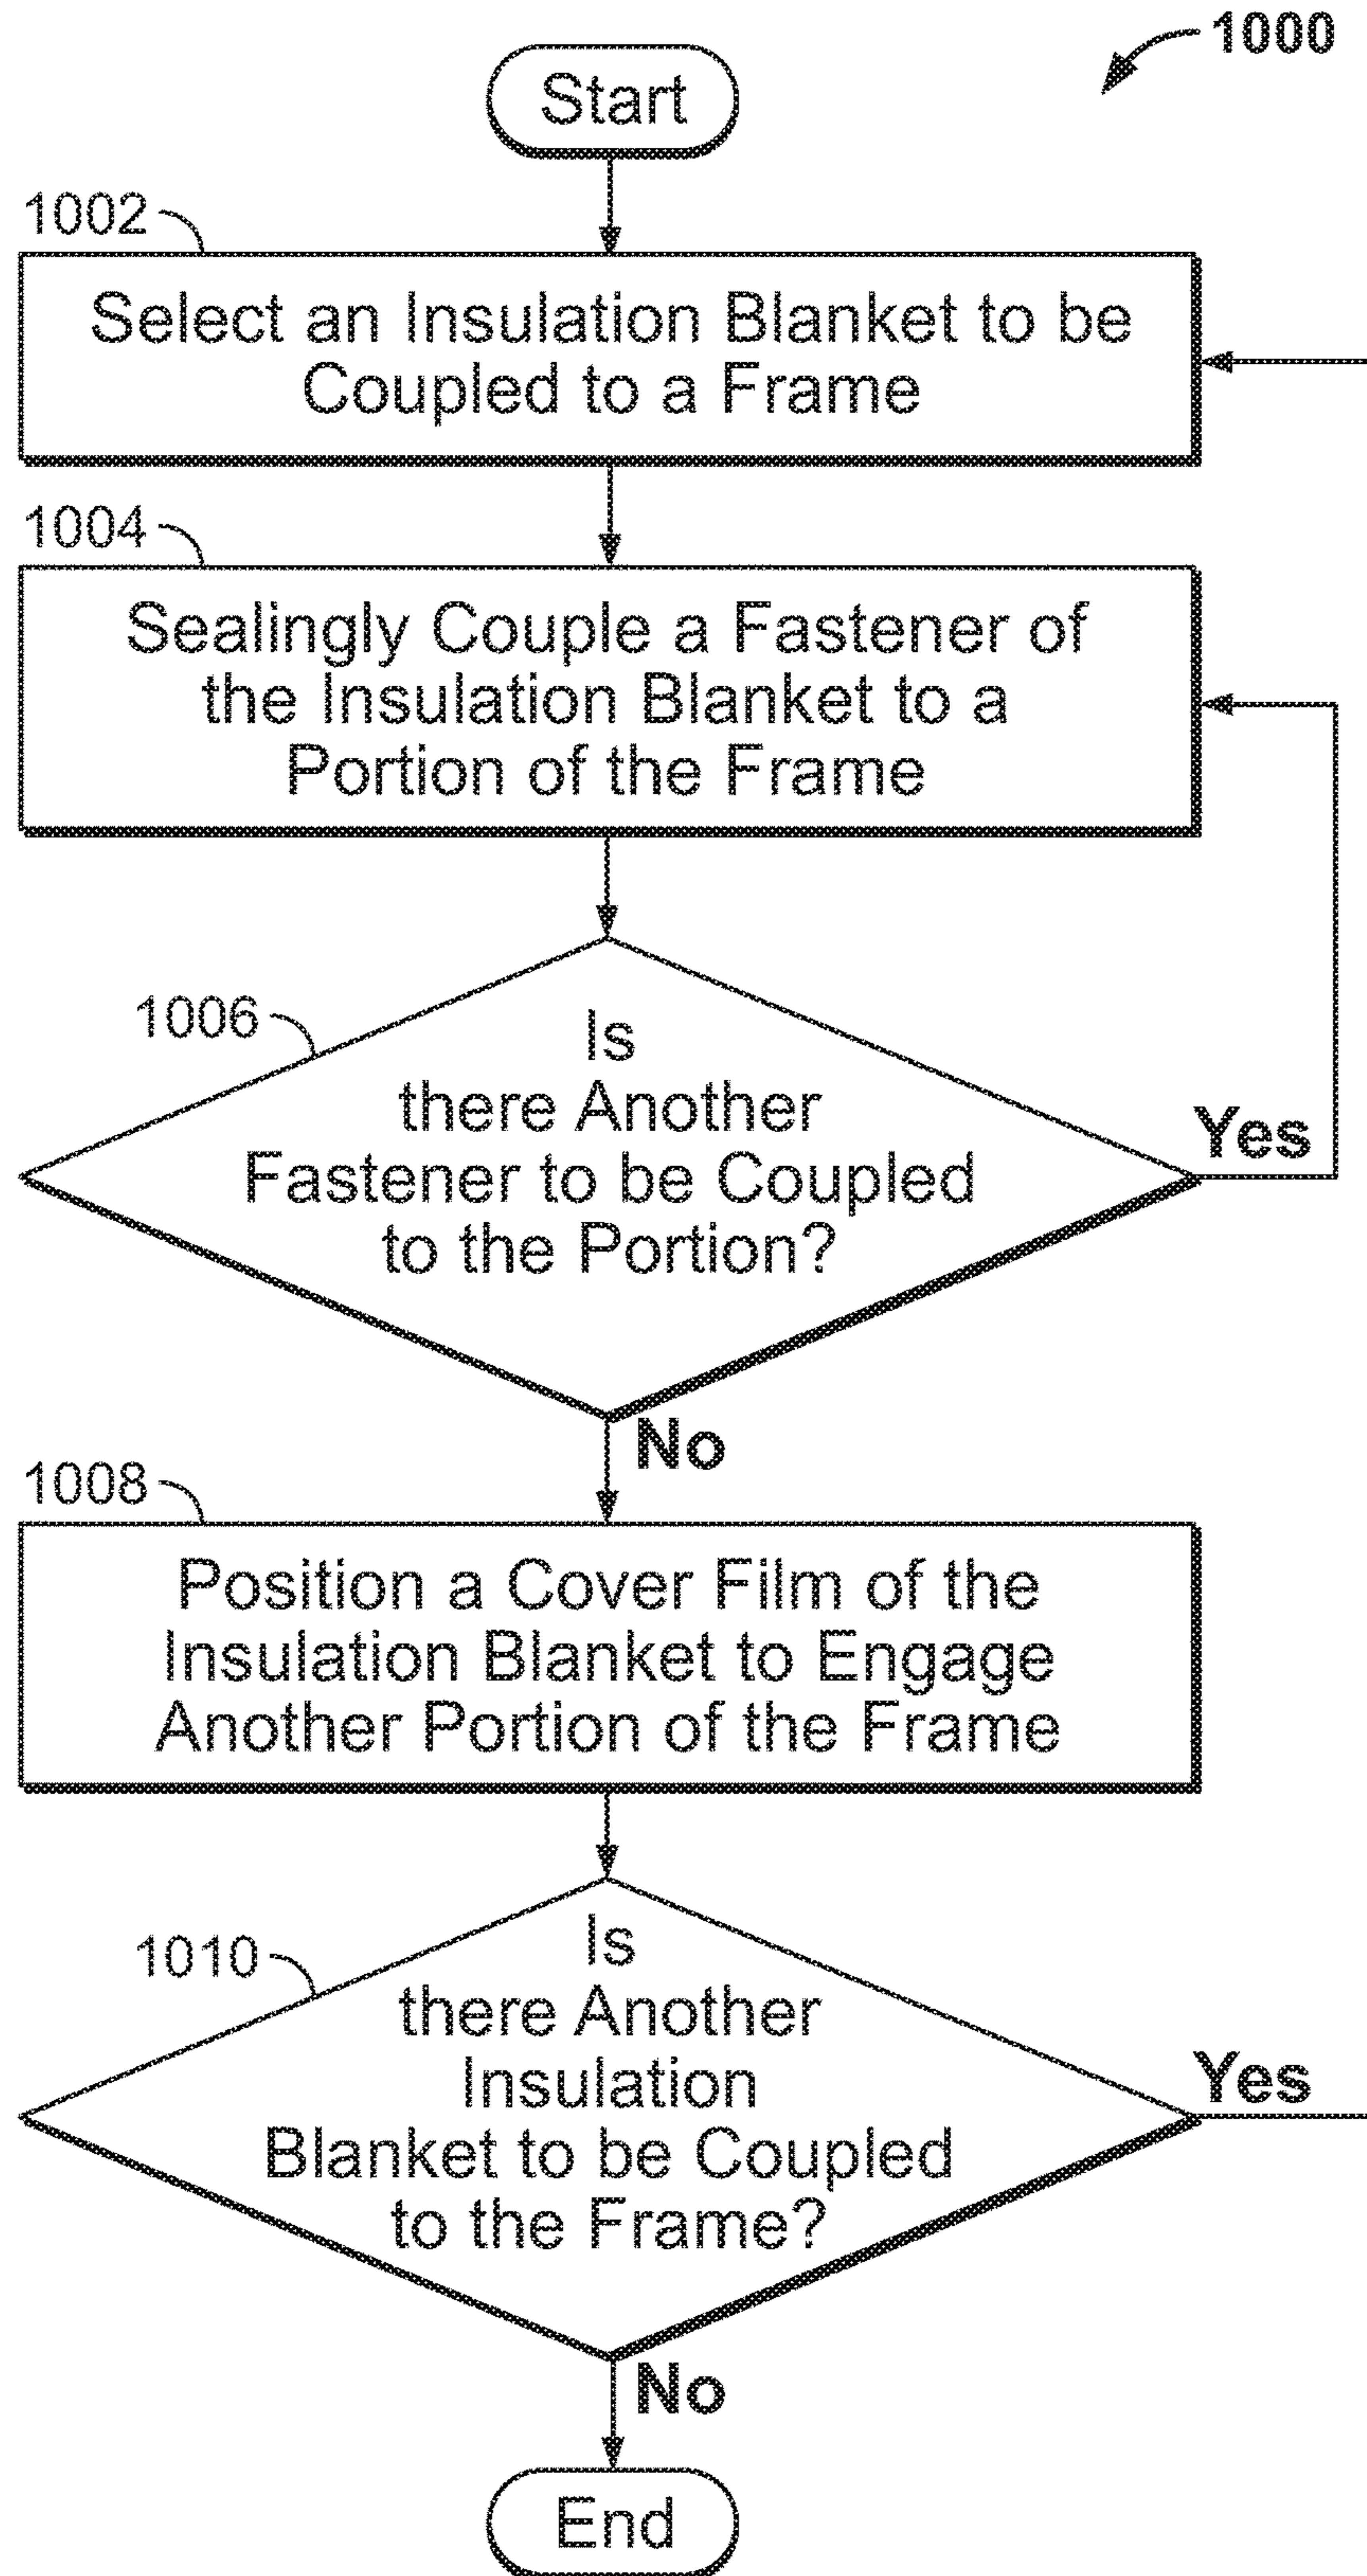 1000
Start
1002
Select an Insulation Blanket to be
Coupled to a Frame
1004
Sealingly Couple a Fastener of
the Insulation Blanket to a
Portion of the Frame
1006
Is
there Another
Fastener to be Coupled
to the Portion?
Yes
No
1008
Position a Cover Film of the
Insulation Blanket to Engage
Another Portion of the Frame
1010
Is
there Another
Insulation
Blanket to be Coupled
to the Frame?
Yes
No
End